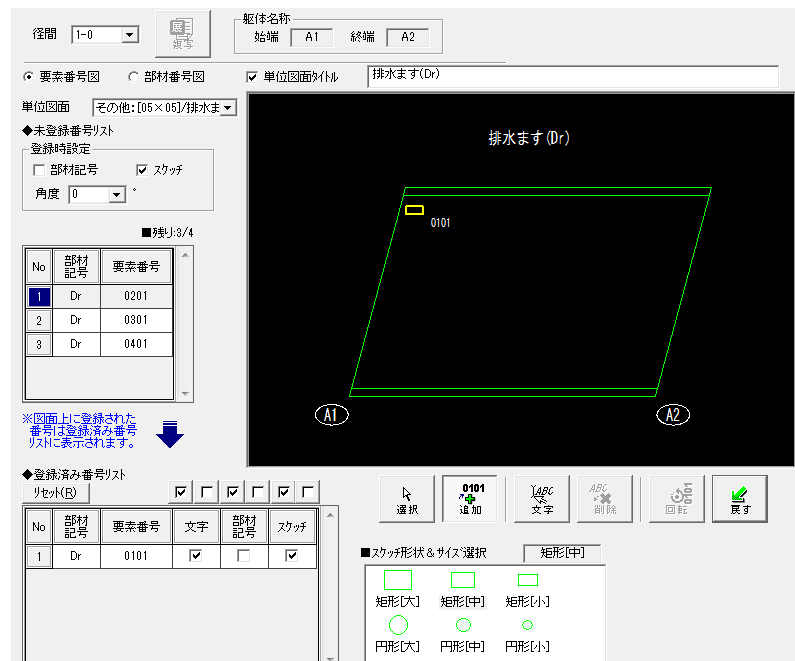 径間 1-0 複写 躯体名称 始端 A1 終端 A2
要素番号図 部材番号図 単位図面タイトル 排水ます(Dr)
単位図面 その他:[05×05]/排水ま
◆未登録番号リスト
登録時設定
部材記号 スケッチ
角度 0 °
■残り:3/4
No 部材記号 要素番号
1 Dr 0201
2 Dr 0301
3 Dr 0401
※図面上に登録された
番号は登録済み番号
リストに表示されます。
排水ます(Dr)
0101
A1 A2
◆登録済み番号リスト
リセット(R)
No 部材記号 要素番号 文字 部材記号 スケッチ
1 Dr 0101
選択 0101 追加 ABC 文字 ABC 削除 0101 回転 戻す
■スケッチ形状&サイズ選択 矩形[中]
矩形[大] 矩形[中] 矩形[小]
円形[大] 円形[中] 円形[小]